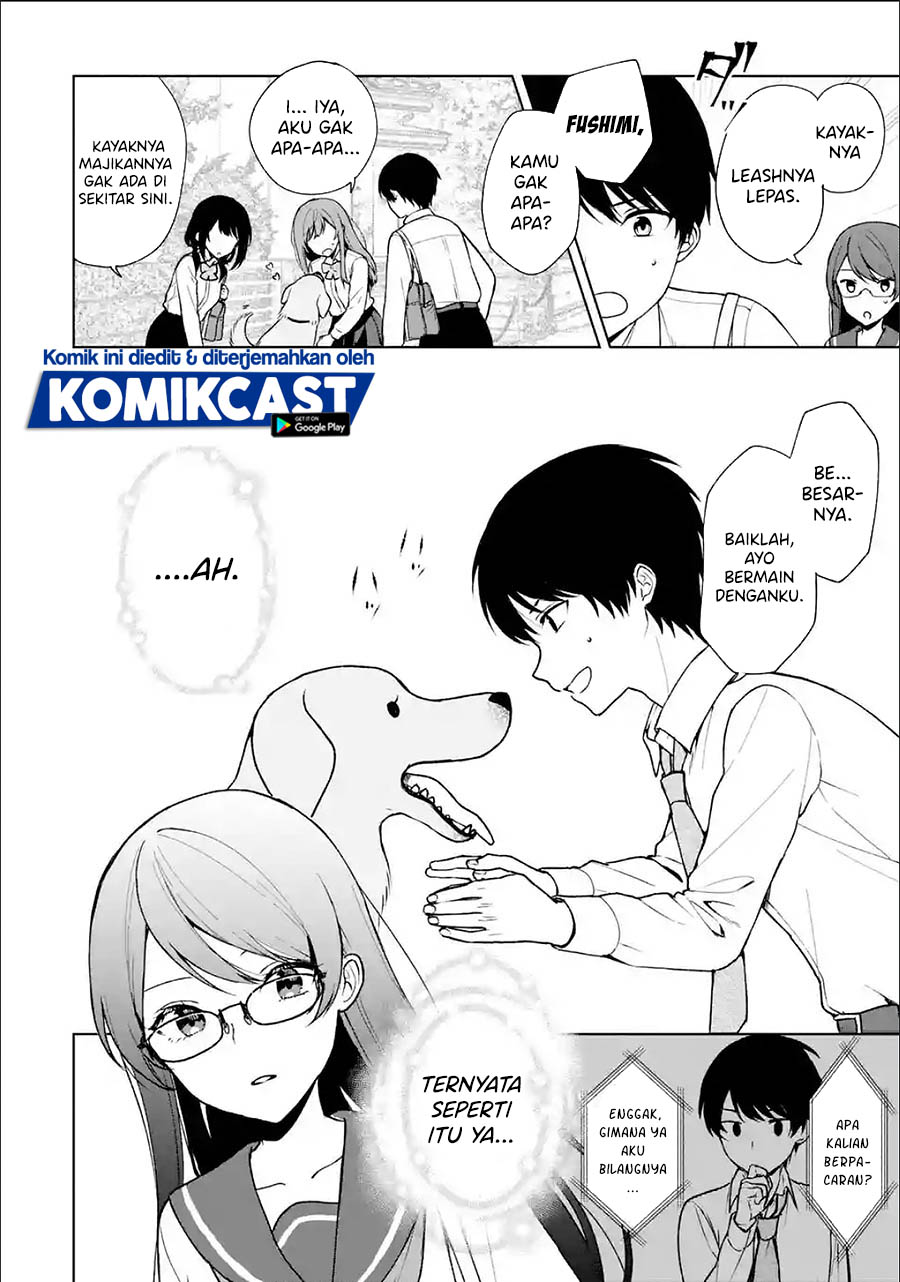 KAYAK-
NYA
LEASHNYA
LEPAS.
ダッ
FUSHIMI,
KAMU
GAK
APA-
APA?
I... IYA,
AKU GAK
APA-APA...
KAYAKNYA
MAJIKANNYA
GAK ADA DI
SEKITAR SINI.
Komik ini diedit & diterjemahkan oleh
KOMIKCAST
GET IT ON
Google Play
BE...
BESAR-
NYA.
BAIKLAH,
AYO
BERMAIN
DENGANKU.
....AH.
APA
KALIAN
BERPA-
CARAN?
ENGGAK,
GIMANA YA
AKU
BILANGNYA
...
TERNYATA
SEPERTI
ITU YA...